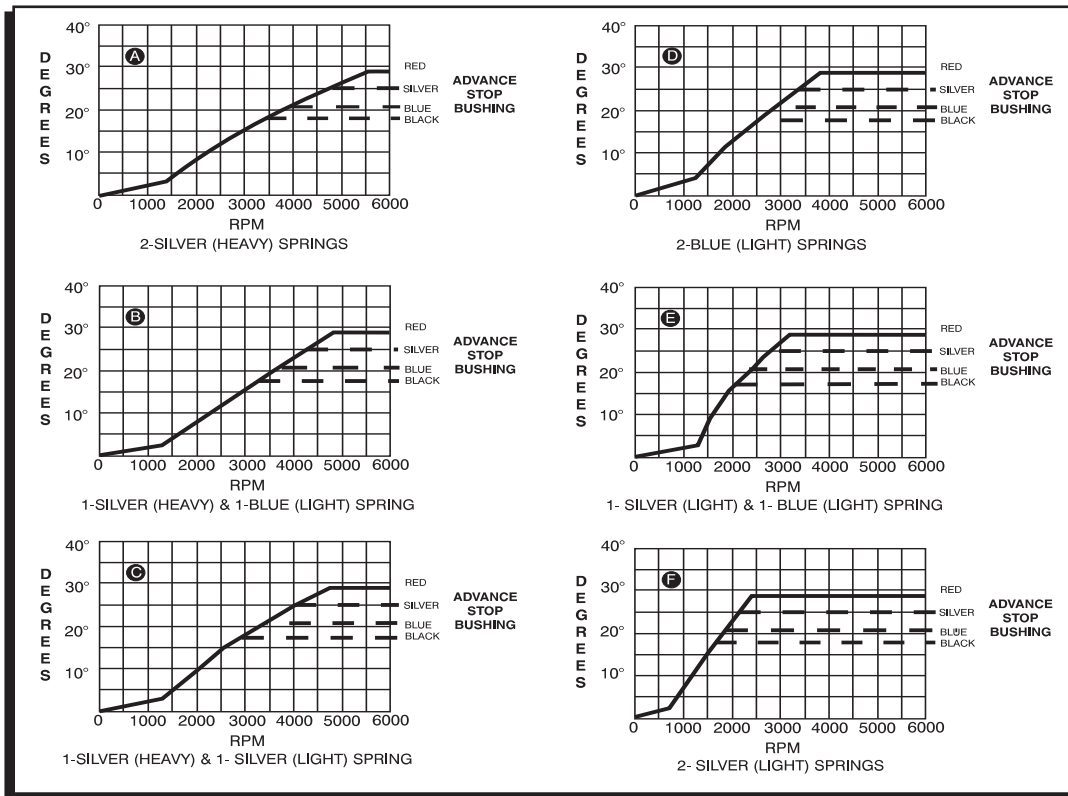 A
DEGREES
40°
30°
20°
10°
0 1000 2000 3000 4000 5000 6000
RPM
RED
SILVER
BLUE
BLACK
ADVANCE
STOP
BUSHING
2-SILVER (HEAVY) SPRINGS
B
DEGREES
40°
30°
20°
10°
0 1000 2000 3000 4000 5000 6000
RPM
RED
SILVER
BLUE
BLACK
ADVANCE
STOP
BUSHING
1-SILVER (HEAVY) & 1-BLUE (LIGHT) SPRING
C
DEGREES
40°
30°
20°
10°
0 1000 2000 3000 4000 5000 6000
RPM
RED
SILVER
BLUE
BLACK
ADVANCE
STOP
BUSHING
1-SILVER (HEAVY) & 1- SILVER (LIGHT) SPRING
D
DEGREES
40°
30°
20°
10°
0 1000 2000 3000 4000 5000 6000
RPM
RED
SILVER
BLUE
BLACK
ADVANCE
STOP
BUSHING
2-BLUE (LIGHT) SPRINGS
E
DEGREES
40°
30°
20°
10°
0 1000 2000 3000 4000 5000 6000
RPM
RED
SILVER
BLUE
BLACK
ADVANCE
STOP
BUSHING
1- SILVER (LIGHT) & 1- BLUE (LIGHT) SPRING
F
DEGREES
40°
30°
20°
10°
0 1000 2000 3000 4000 5000 6000
RPM
RED
SILVER
BLUE
BLACK
ADVANCE
STOP
BUSHING
2- SILVER (LIGHT) SPRINGS